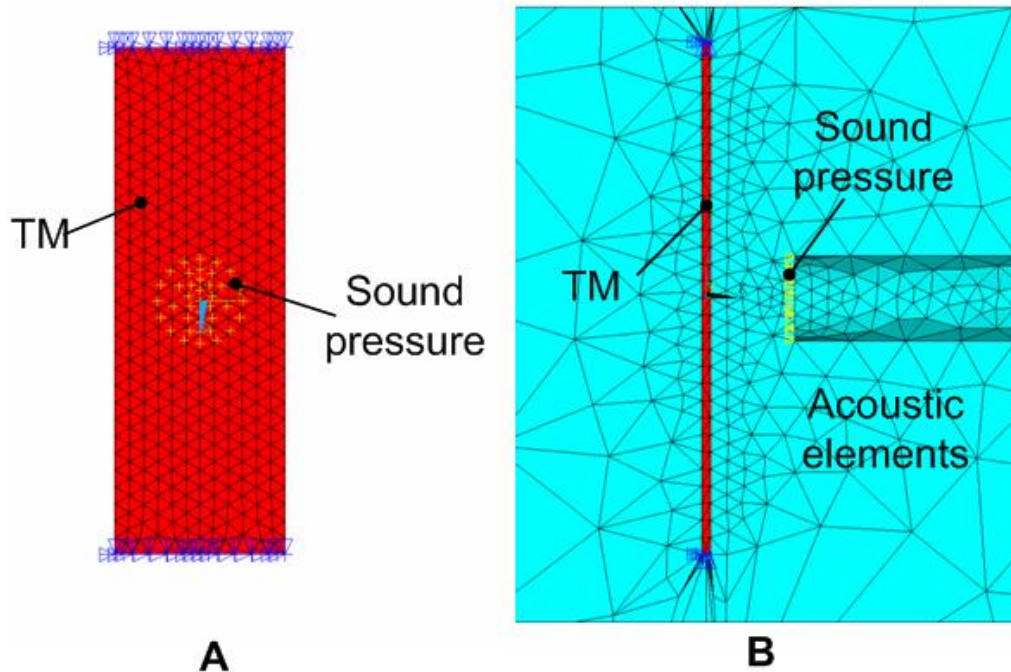 TM
Sound
pressure
A
Sound
pressure
TM
Acoustic
elements
B